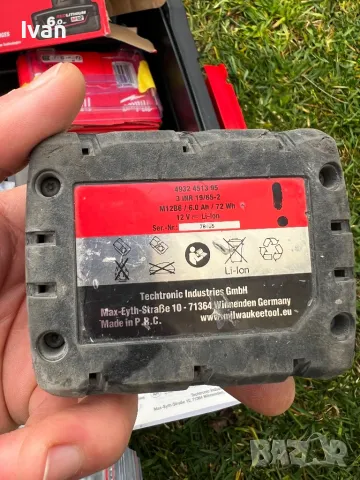 Ivan
REDLITHIUM
6.0
4932 4513 95
3 INR 19/65-2
M12B6 / 6.0 Ah / 72 Wh
12 V Li-Ion
Ser.-Nr.:
!
Li-Ion
Techtronic Industries GmbH
Max-Eyth-Straße 10 - 71364 Winnenden Germany
Made in P.R.C. www.milwaukeetool.eu
BAZAR